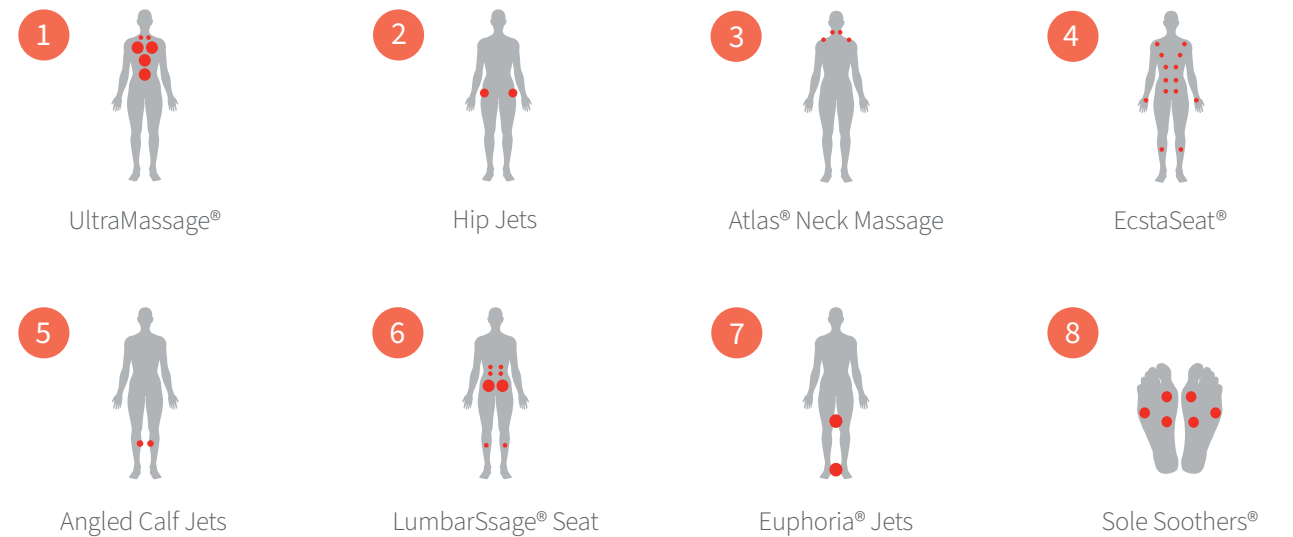 1
2
3
4
UltraMassage®
Hip Jets
Atlas® Neck Massage
EcstaSeat®
5
6
7
8
Angled Calf Jets
LumbarSsage® Seat
Euphoria® Jets
Sole Soothers®